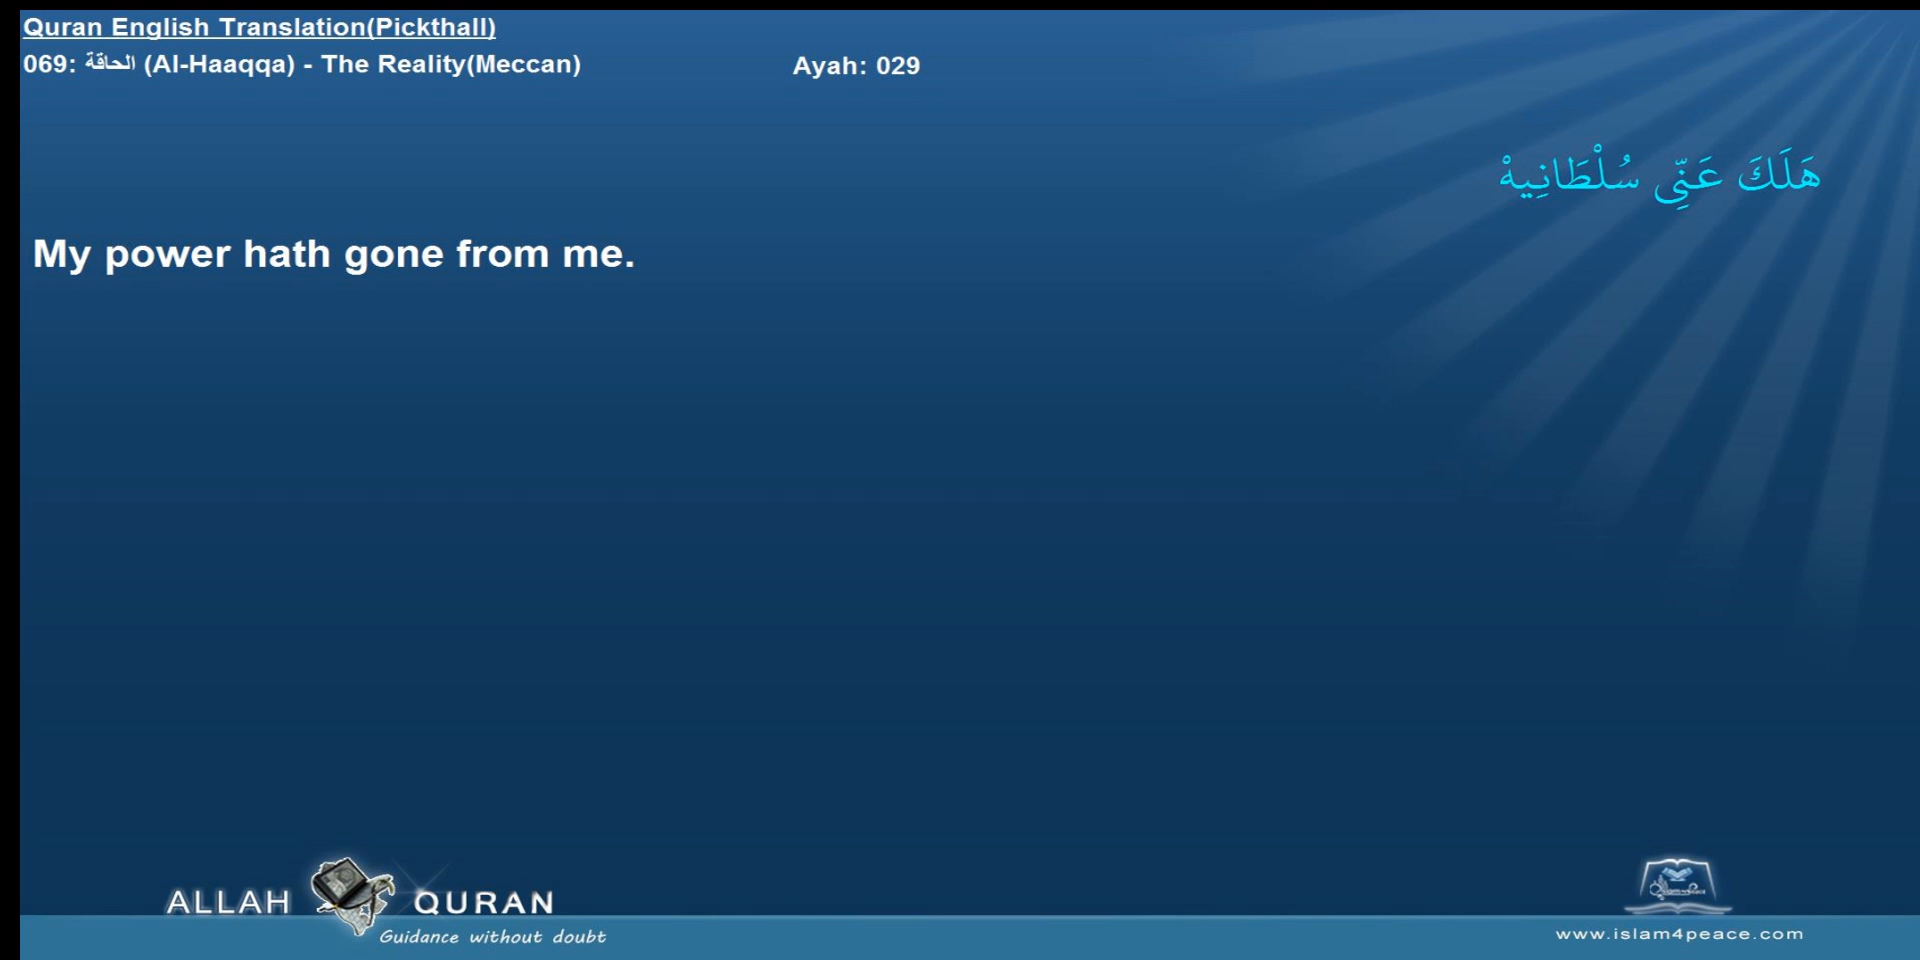 Quran English Translation(Pickthall)
069: الحاقة (Al-Haaqqa) - The Reality(Meccan)
Ayah: 029
هَلَكَ عَنِّي سُلْطَانِيهْ
My power hath gone from me.
ALLAH QURAN
Guidance without doubt
www.islam4peace.com